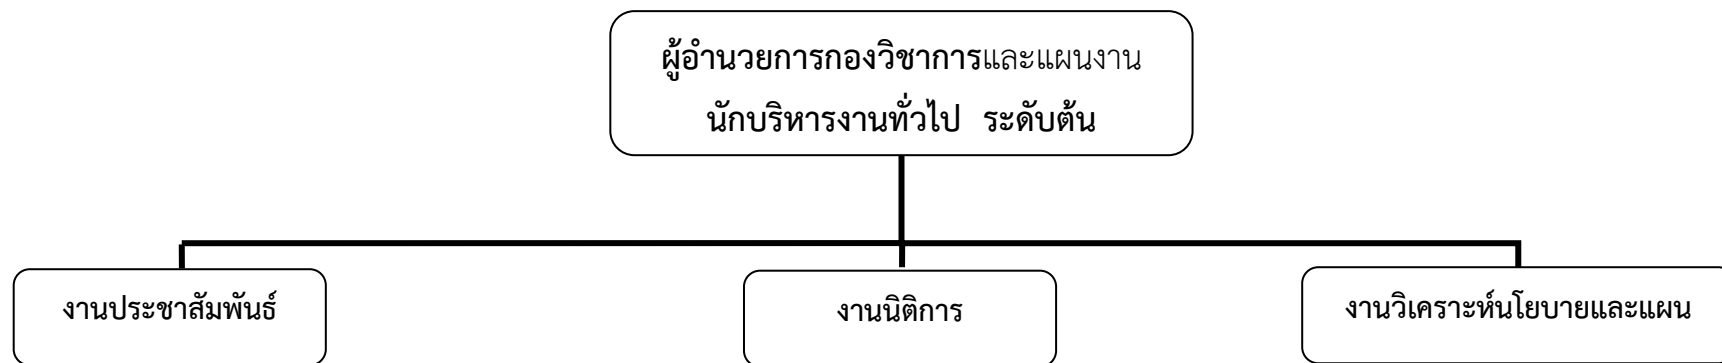 ผู้อำนวยการกองวิชาการและแผนงาน
นักบริหารงานทั่วไป ระดับต้น
งานประชาสัมพันธ์
งานนิติการ
งานวิเคราะห์นโยบายและแผน